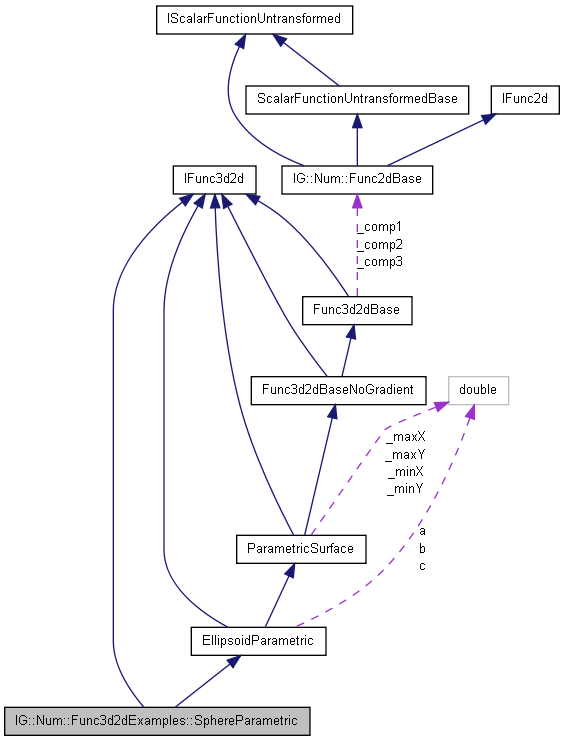 IScalarFunctionUntransformed
ScalarFunctionUntransformedBase
IFunc2d
IFunc3d2d
IG::Num::Func2dBase
_comp1
_comp2
_comp3
Func3d2dBase
Func3d2dBaseNoGradient
double
_maxX
_maxY
_minX
_minY
a
b
c
ParametricSurface
EllipsoidParametric
IG::Num::Func3d2dExamples::SphereParametric